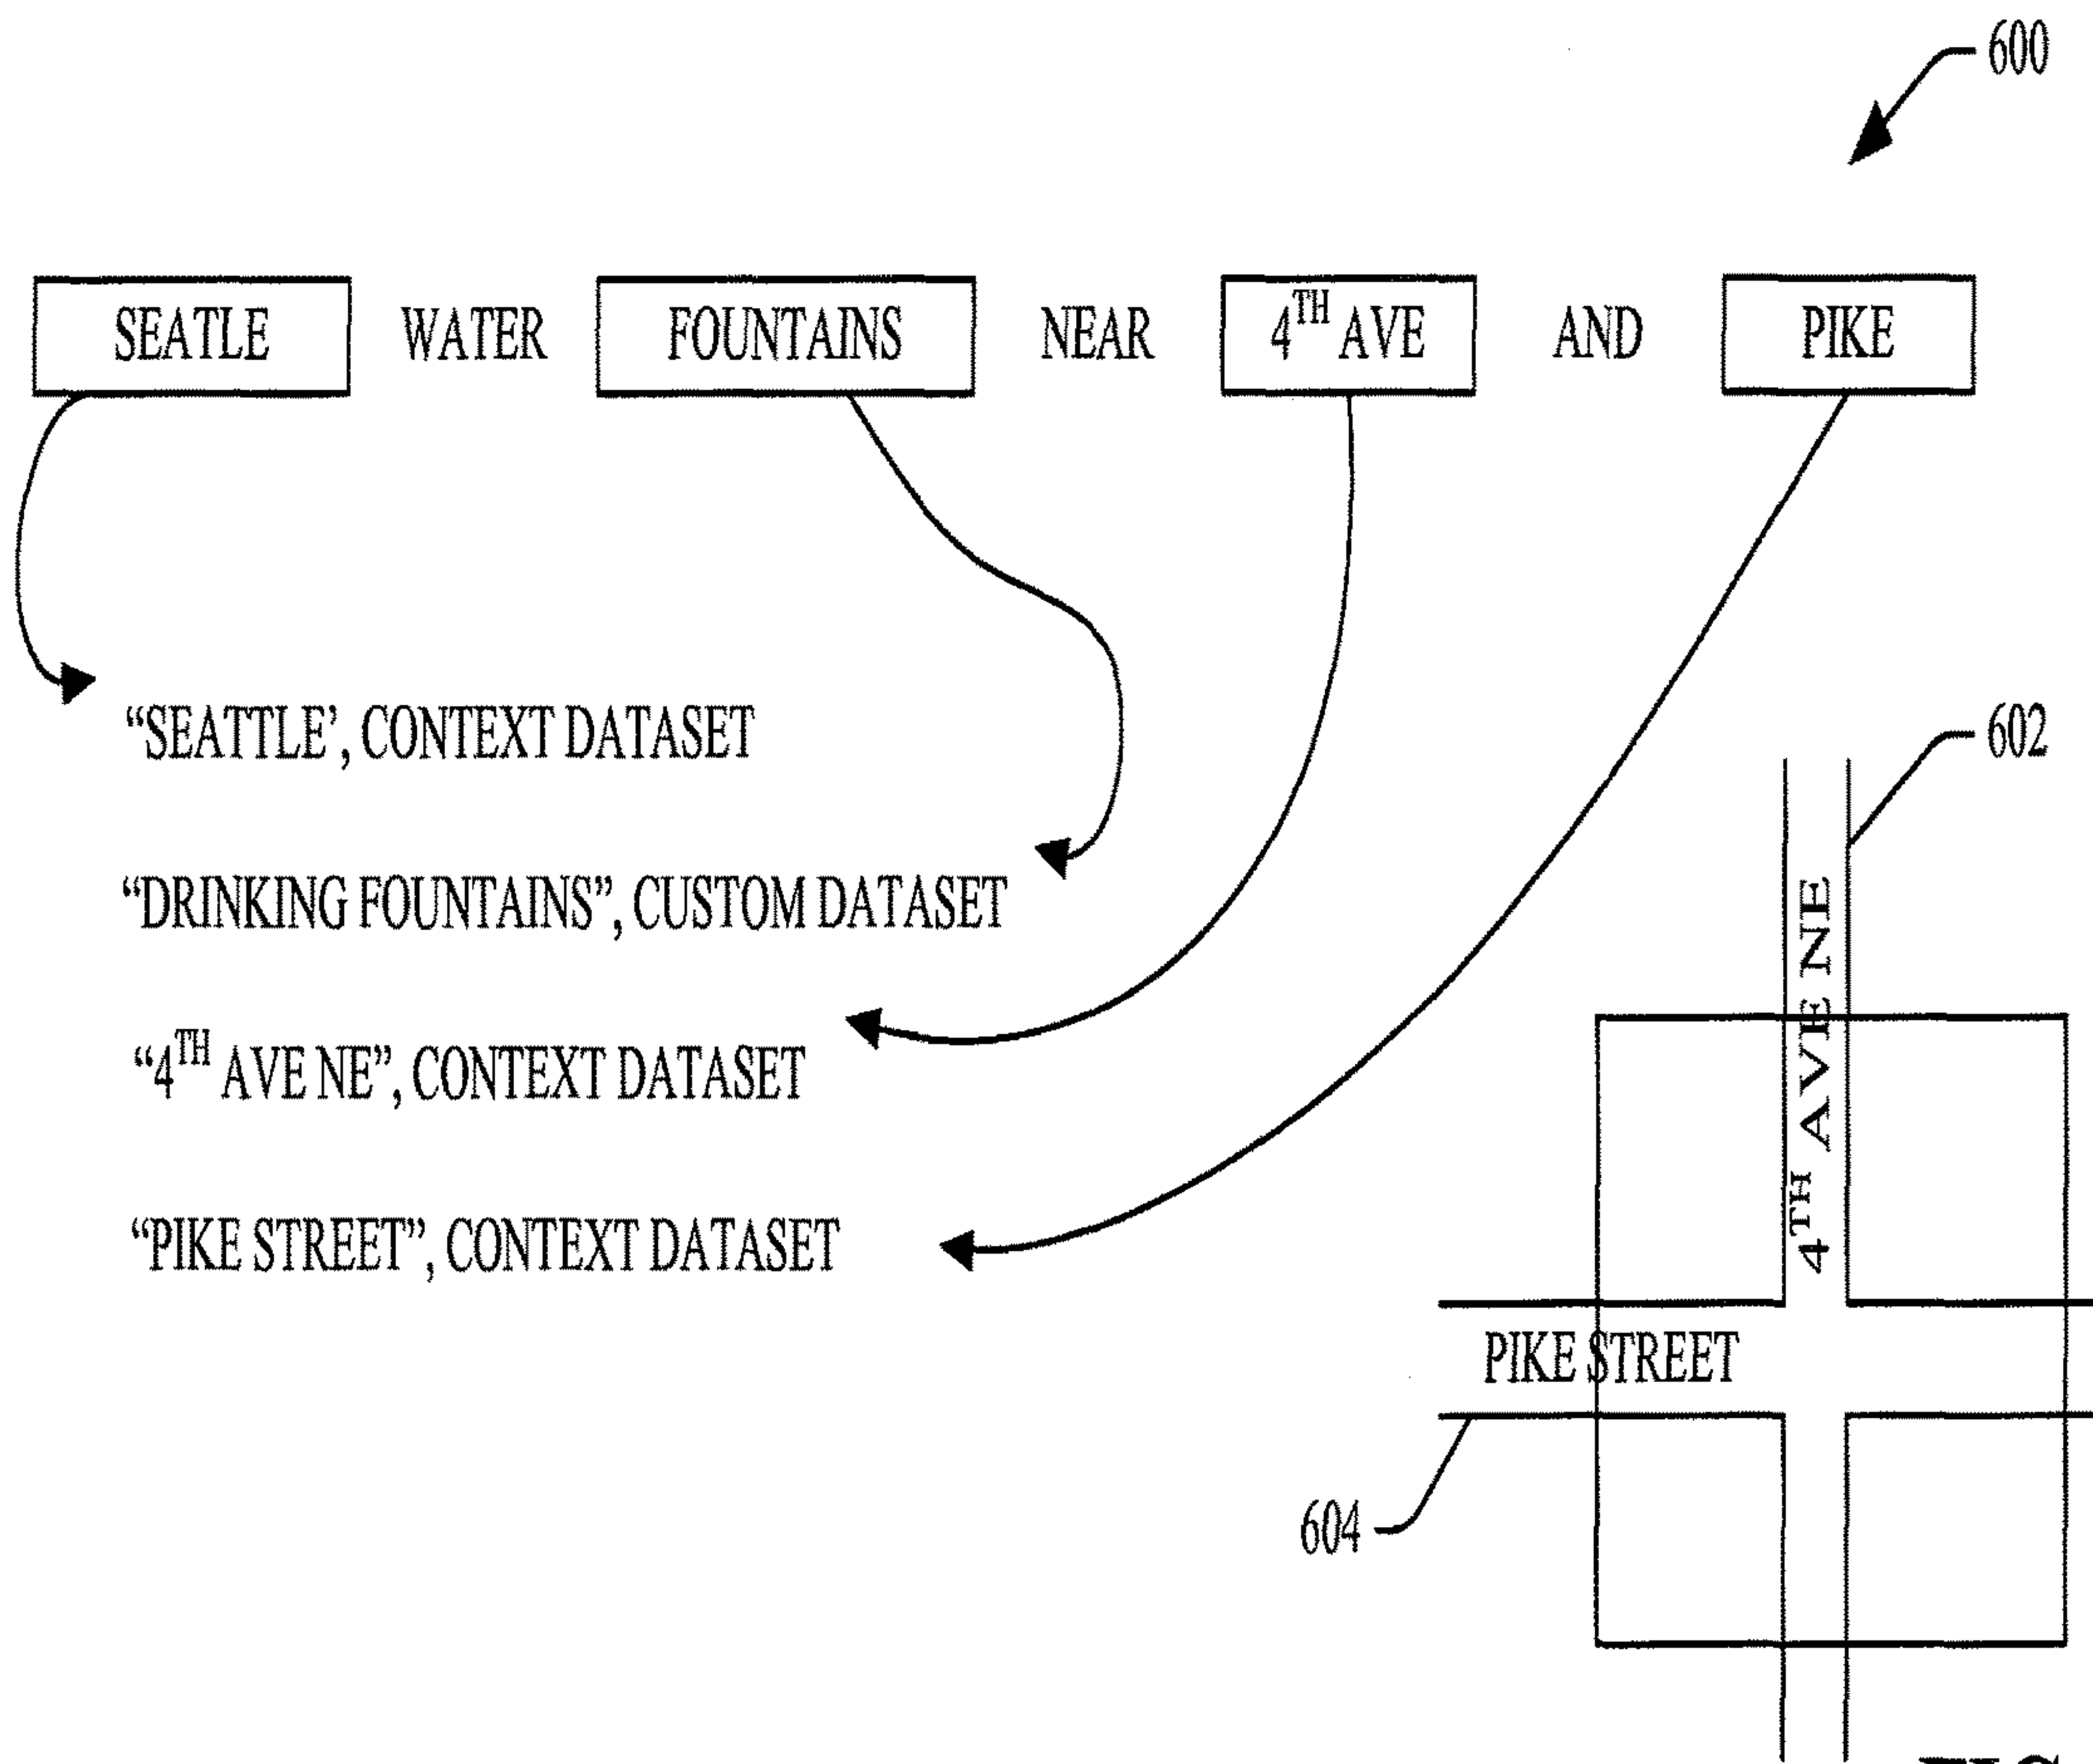 600
SEATLE WATER FOUNTAINS NEAR 4TH AVE AND PIKE
“SEATTLE’, CONTEXT DATASET
602
“DRINKING FOUNTAINS”, CUSTOM DATASET
4TH AVE NE
“4TH AVE NE”, CONTEXT DATASET
“PIKE STREET”, CONTEXT DATASET
PIKE STREET
604